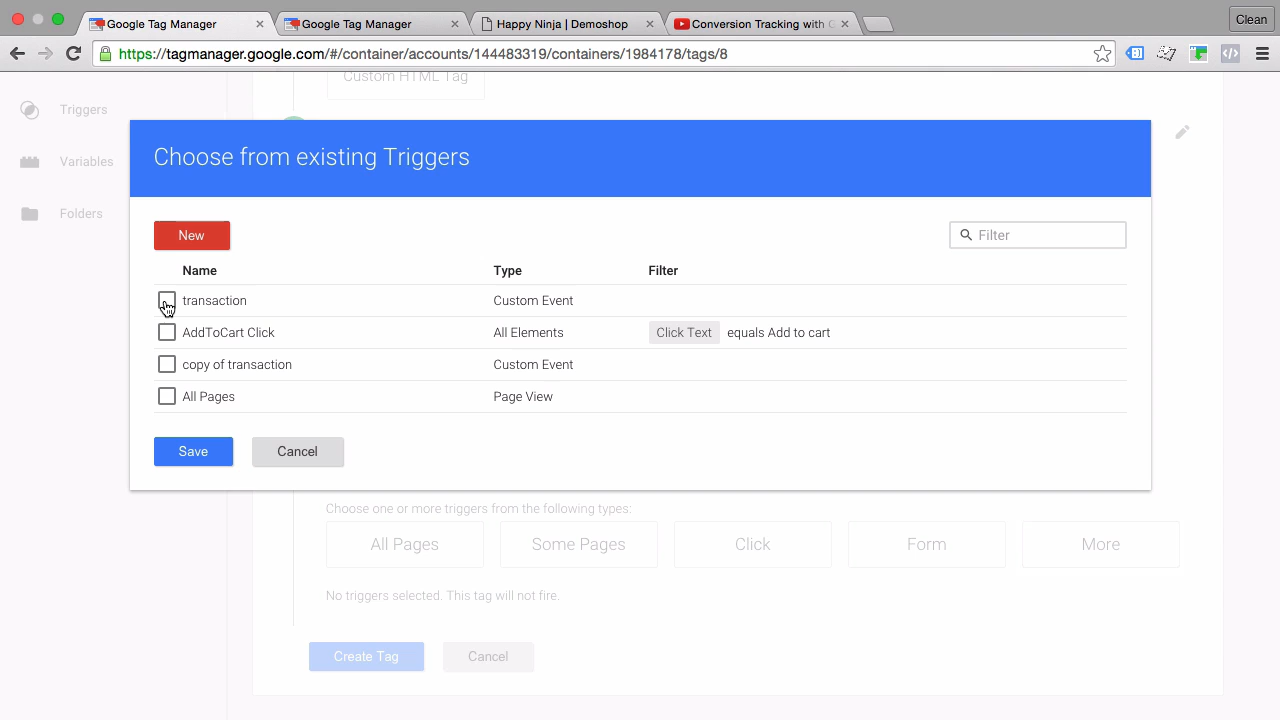 Google Tag Manager
Google Tag Manager
Happy Ninja | Demoshop
Conversion Tracking with G
Clean
https://tagmanager.google.com/#/container/accounts/144483319/containers/1984178/tags/8
Custom HTML Tag
Triggers
Variables
Folders
Choose from existing Triggers
New
Filter
Name Type Filter
transaction Custom Event
AddToCart Click All Elements Click Text equals Add to cart
copy of transaction Custom Event
All Pages Page View
Save Cancel
Choose one or more triggers from the following types:
All Pages Some Pages Click Form More
No triggers selected. This tag will not fire.
Create Tag Cancel